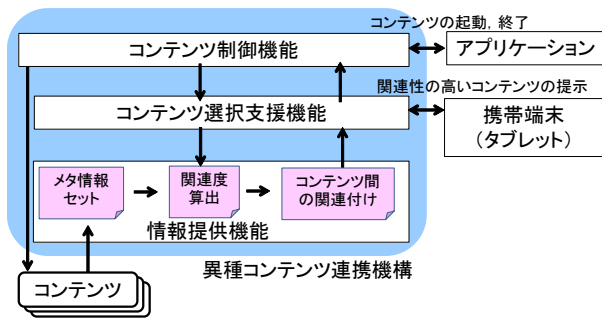 コンテンツの起動，終了
コンテンツ制御機能
アプリケーション
関連性の高いコンテンツの提示
コンテンツ選択支援機能
携帯端末
（タブレット）
メタ情報
セット
関連度
算出
コンテンツ間
の関連付け
情報提供機能
異種コンテンツ連携機構
コンテンツ